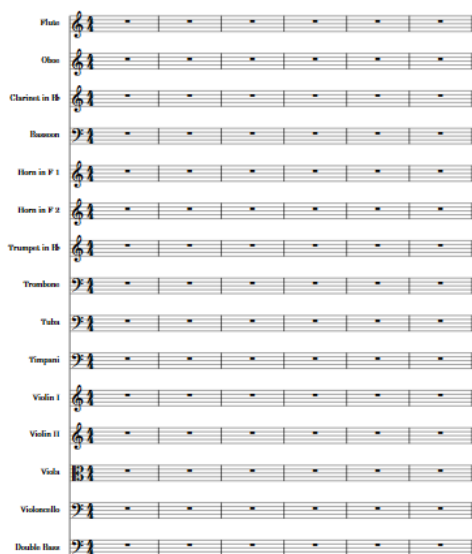 Flute
Oboe
Clarinet in B♭
Bassoon
Horn in F 1
Horn in F 2
Trumpet in B♭
Trombone
Tuba
Timpani
Violin I
Violin II
Viola
Violoncello
Double Bass